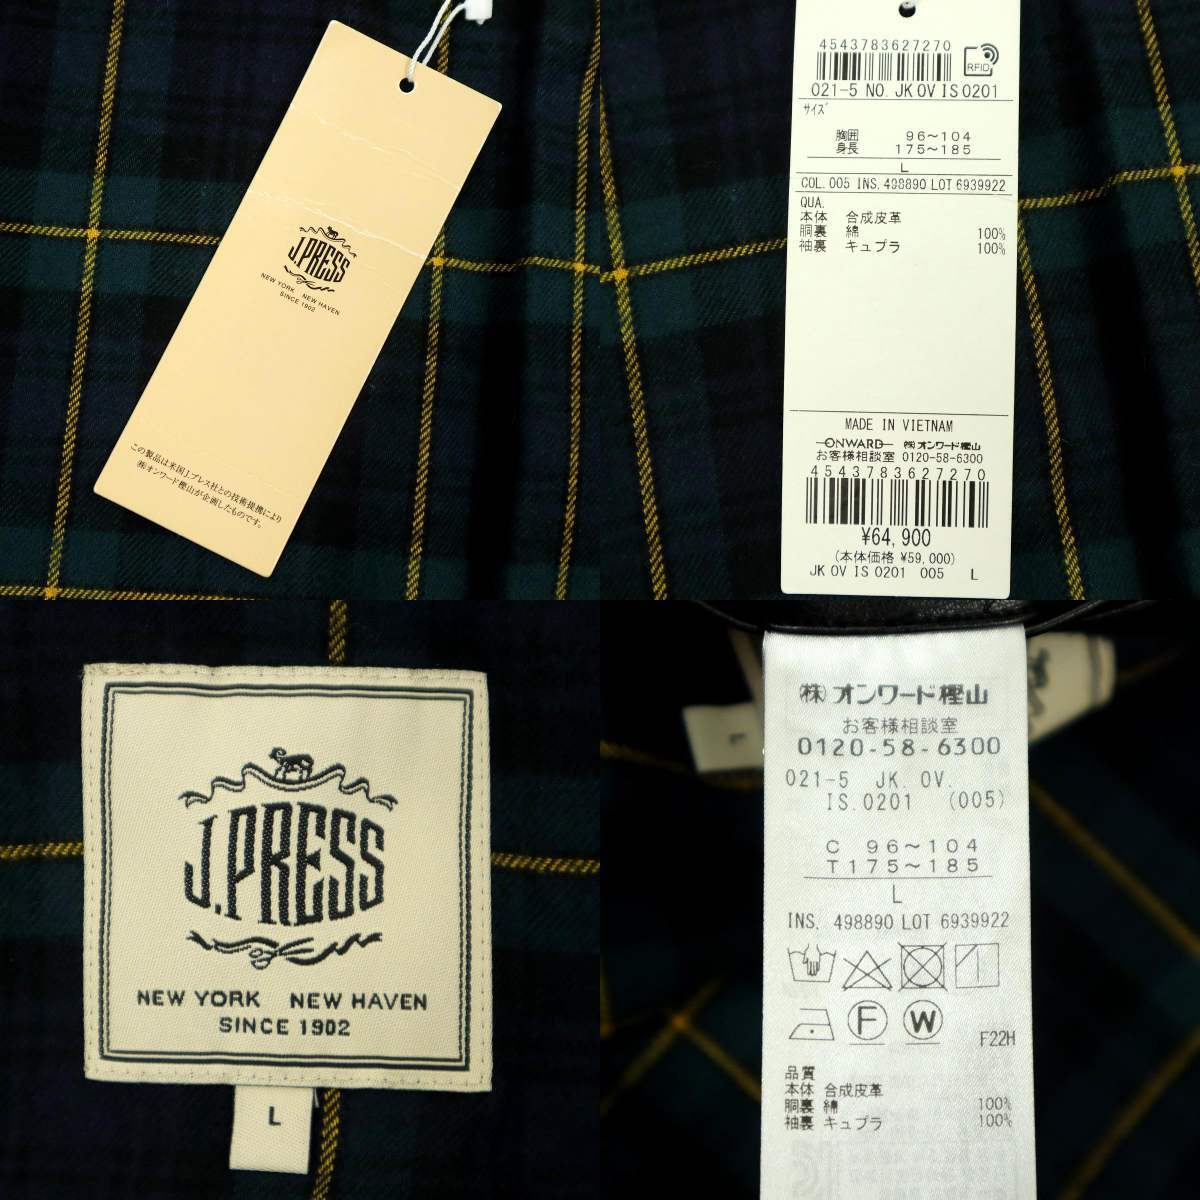 J.PRESS
NEW YORK NEW HAVEN
SINCE 1902
この製品は米国J.プレス社との技術提携により
㈱オンワード樫山が企画したものです。
4543783627270
RFID
021-5 NO. JK OV IS 0201
サイズ
胸囲 96～104
身長 175～185
L
COL. 005 INS. 498890 LOT 6939922
QUA.
本体 合成皮革
胴裏 綿 100%
袖裏 キュプラ 100%
MADE IN VIETNAM
ONWARD ㈱オンワード樫山
お客様相談室 0120-58-6300
4543783627270
¥64,900
(本体価格 ¥59,000)
JK OV IS 0201 005 L
J.PRESS
NEW YORK NEW HAVEN
SINCE 1902
L
㈱オンワード樫山
お客様相談室
0120-58-6300
021-5 JK. OV.
IS. 0201 (005)
C 96～104
T 175～185
L
INS. 498890 LOT 6939922
F W
F22H
品質
本体 合成皮革
胴裏 綿 100%
袖裏 キュプラ 100%